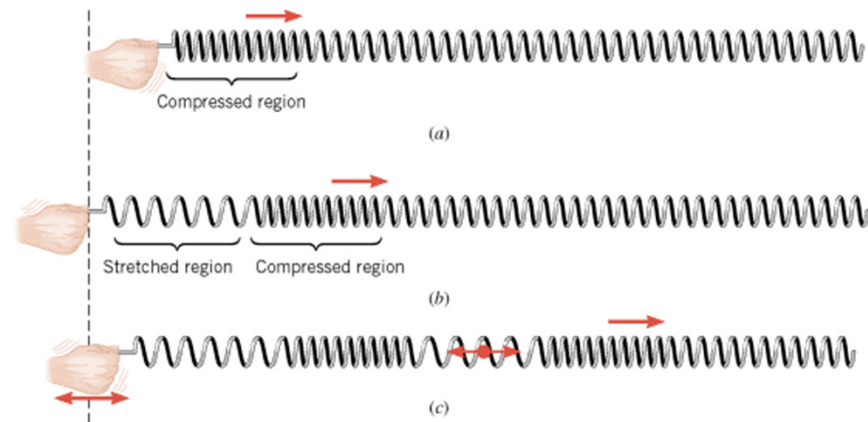 Compressed region
(a)
Stretched region Compressed region
(b)
(c)